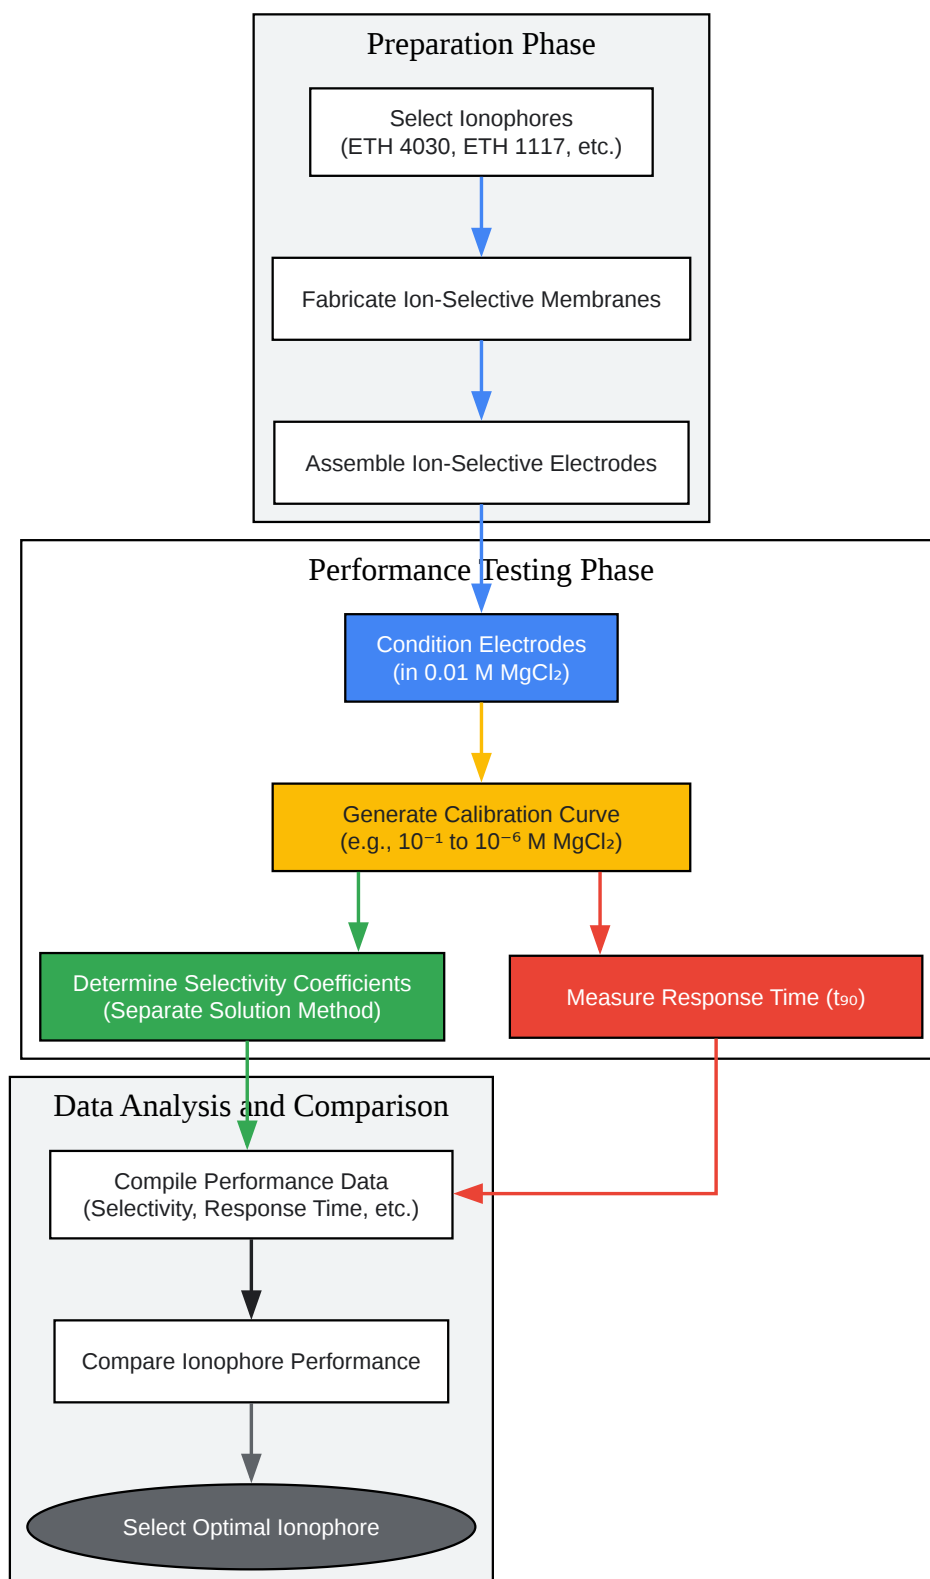 Preparation Phase
Select Ionophores
(ETH 4030, ETH 1117, etc.)
Fabricate Ion-Selective Membranes
Assemble Ion-Selective Electrodes
Performance Testing Phase
Condition Electrodes
(in 0.01 M MgCl₂)
Generate Calibration Curve
(e.g., 10⁻¹ to 10⁻⁶ M MgCl₂)
Determine Selectivity Coefficients
(Separate Solution Method)
Measure Response Time (t₉₀)
Data Analysis and Comparison
Compile Performance Data
(Selectivity, Response Time, etc.)
Compare Ionophore Performance
Select Optimal Ionophore